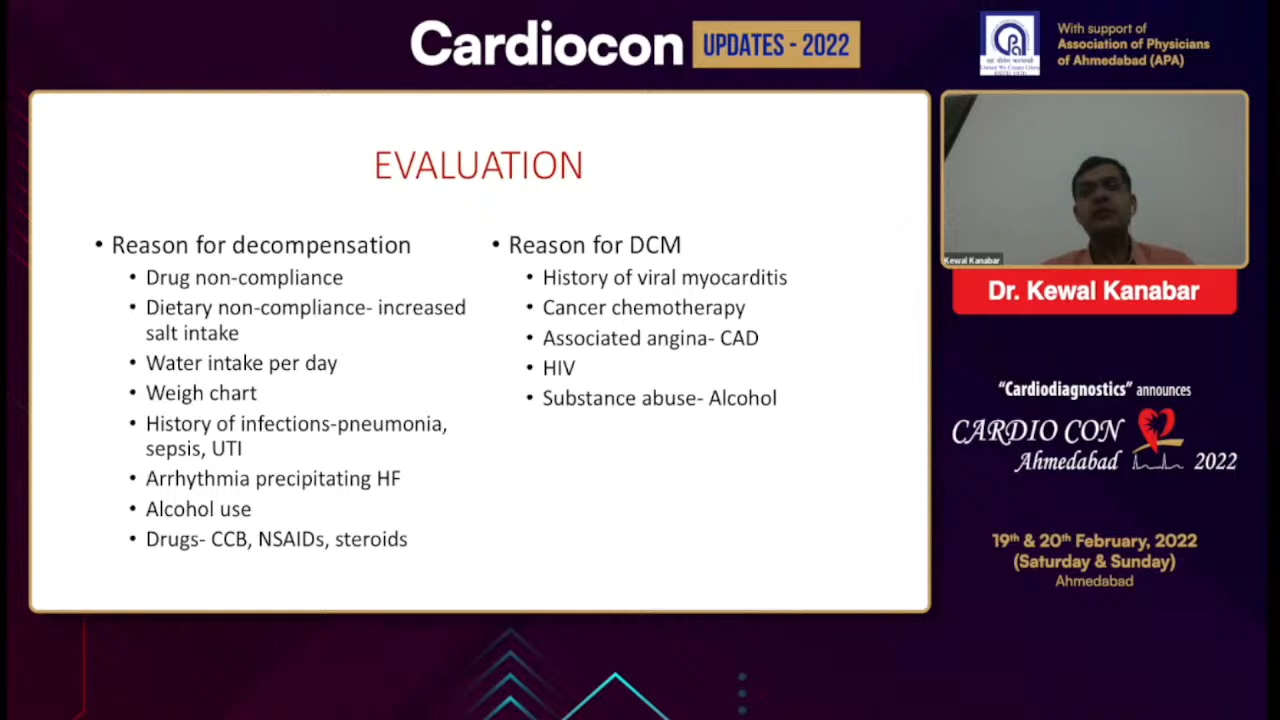 Cardiocon UPDATES - 2022
With support of
Association of Physicians
of Ahmedabad (APA)
EVALUATION
• Reason for decompensation
• Drug non-compliance
• Dietary non-compliance- increased
salt intake
• Water intake per day
• Weigh chart
• History of infections-pneumonia,
sepsis, UTI
• Arrhythmia precipitating HF
• Alcohol use
• Drugs- CCB, NSAIDs, steroids
• Reason for DCM
• History of viral myocarditis
• Cancer chemotherapy
• Associated angina- CAD
• HIV
• Substance abuse- Alcohol
Kewal Kanabar
Dr. Kewal Kanabar
“Cardiodiagnostics” announces
CARDIO CON
Ahmedabad 2022
19th & 20th February, 2022
(Saturday & Sunday)
Ahmedabad